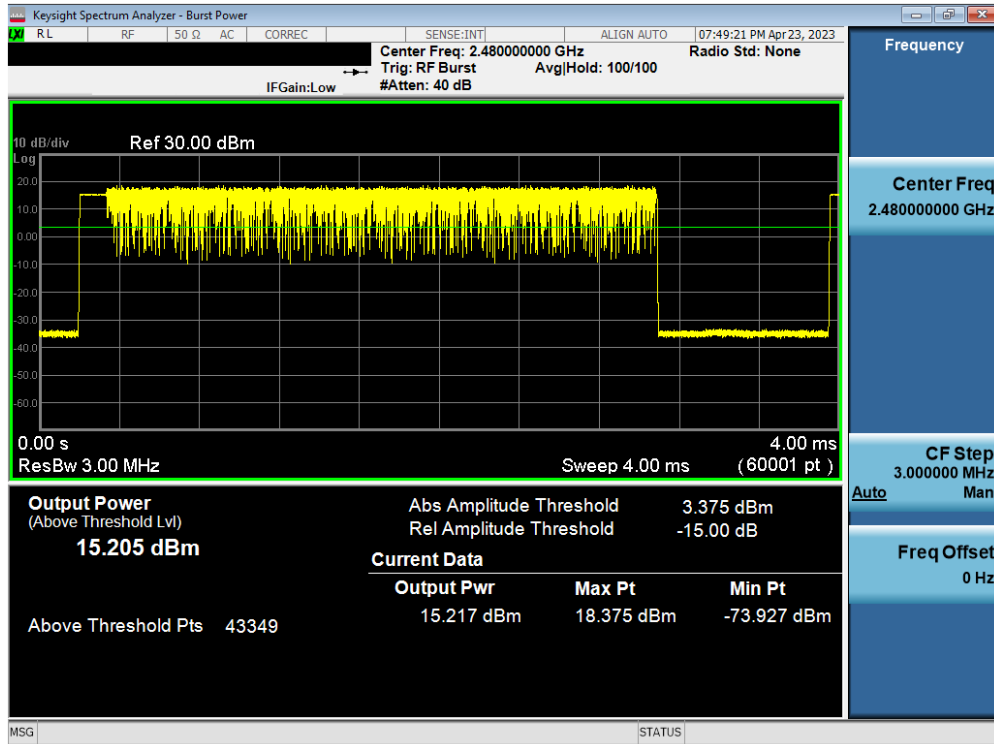 Keysight Spectrum Analyzer - Burst Power
LXI RL RF 50 Ω AC CORREC SENSE:INT ALIGN AUTO 07:49:21 PM Apr 23, 2023
Center Freq: 2.480000000 GHz Radio Std: None
Trig: RF Burst Avg|Hold: 100/100
IFGain:Low #Atten: 40 dB
10 dB/div Ref 30.00 dBm
Log
20.0
10.0
0.00
-10.0
-20.0
-30.0
-40.0
-50.0
-60.0
0.00 s 4.00 ms
ResBw 3.00 MHz Sweep 4.00 ms (60001 pt )
Output Power
(Above Threshold Lvl)
15.205 dBm
Above Threshold Pts 43349
Abs Amplitude Threshold 3.375 dBm
Rel Amplitude Threshold -15.00 dB
Current Data
Output Pwr Max Pt Min Pt
15.217 dBm 18.375 dBm -73.927 dBm
Frequency
Center Freq
2.480000000 GHz
CF Step
3.000000 MHz
Auto Man
Freq Offset
0 Hz
MSG STATUS